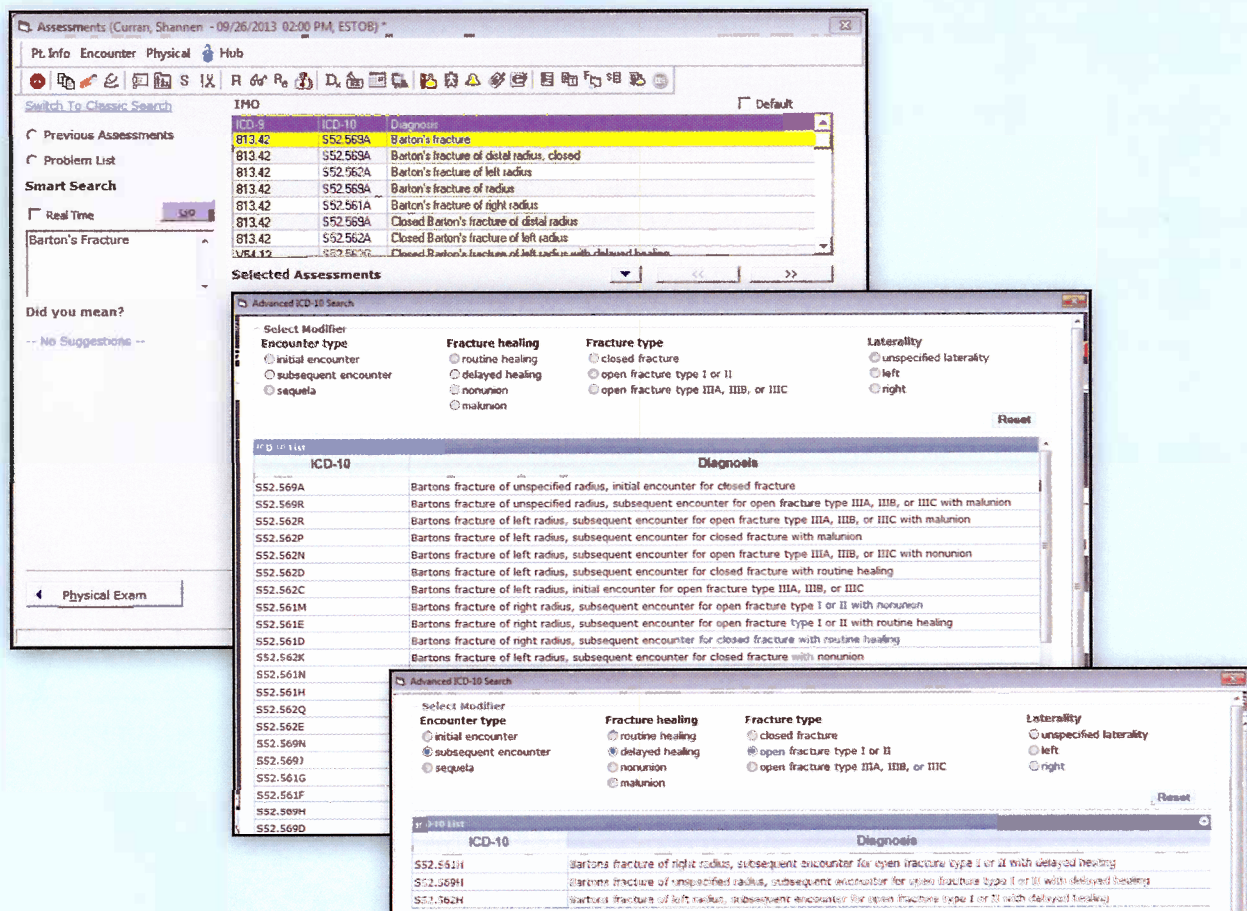 Assessments (Curran, Shannen - 09/26/2013 02:00 PM, ESTOB) *
Pt. Info Encounter Physical Hub
Switch To Classic Search
Previous Assessments
Problem List
Smart Search
Real Time Go
Barton's Fracture
Did you mean?
-- No Suggestions --
Physical Exam
IMO Default
ICD-9 ICD-10 Diagnosis
813.42 S52.569A Barton's fracture
813.42 S52.569A Barton's fracture of distal radius, closed
813.42 S52.562A Barton's fracture of left radius
813.42 S52.569A Barton's fracture of radius
813.42 S52.561A Barton's fracture of right radius
813.42 S52.569A Closed Barton's fracture of distal radius
813.42 S52.562A Closed Barton's fracture of left radius
V54.12 S52.562G Closed Barton's fracture of left radius with delayed healing
Selected Assessments << >>
Advanced ICD-10 Search
Select Modifier
Encounter type Fracture healing Fracture type Laterality
initial encounter routine healing closed fracture unspecified laterality
subsequent encounter delayed healing open fracture type I or II left
sequela nonunion open fracture type IIIA, IIIB, or IIIC right
malunion
Reset
ICD-10 List
ICD-10 Diagnosis
S52.569A Bartons fracture of unspecified radius, initial encounter for closed fracture
S52.569R Bartons fracture of unspecified radius, subsequent encounter for open fracture type IIIA, IIIB, or IIIC with malunion
S52.562R Bartons fracture of left radius, subsequent encounter for open fracture type IIIA, IIIB, or IIIC with malunion
S52.562P Bartons fracture of left radius, subsequent encounter for closed fracture with malunion
S52.562N Bartons fracture of left radius, subsequent encounter for open fracture type IIIA, IIIB, or IIIC with nonunion
S52.562D Bartons fracture of left radius, subsequent encounter for closed fracture with routine healing
S52.562C Bartons fracture of left radius, initial encounter for open fracture type IIIA, IIIB, or IIIC
S52.561M Bartons fracture of right radius, subsequent encounter for open fracture type I or II with nonunion
S52.561E Bartons fracture of right radius, subsequent encounter for open fracture type I or II with routine healing
S52.561D Bartons fracture of right radius, subsequent encounter for closed fracture with routine healing
S52.562K Bartons fracture of left radius, subsequent encounter for closed fracture with nonunion
S52.561N
S52.561H
S52.562Q
S52.562E
S52.569N
S52.569J
S52.561G
S52.561F
S52.569H
S52.569D
Advanced ICD-10 Search
Select Modifier
Encounter type Fracture healing Fracture type Laterality
initial encounter routine healing closed fracture unspecified laterality
subsequent encounter delayed healing open fracture type I or II left
sequela nonunion open fracture type IIIA, IIIB, or IIIC right
malunion
Reset
ICD-10 List
ICD-10 Diagnosis
S52.561H Bartons fracture of right radius, subsequent encounter for open fracture type I or II with delayed healing
S52.569H Bartons fracture of unspecified radius, subsequent encounter for open fracture type I or II with delayed healing
S52.562H Bartons fracture of left radius, subsequent encounter for open fracture type I or II with delayed healing